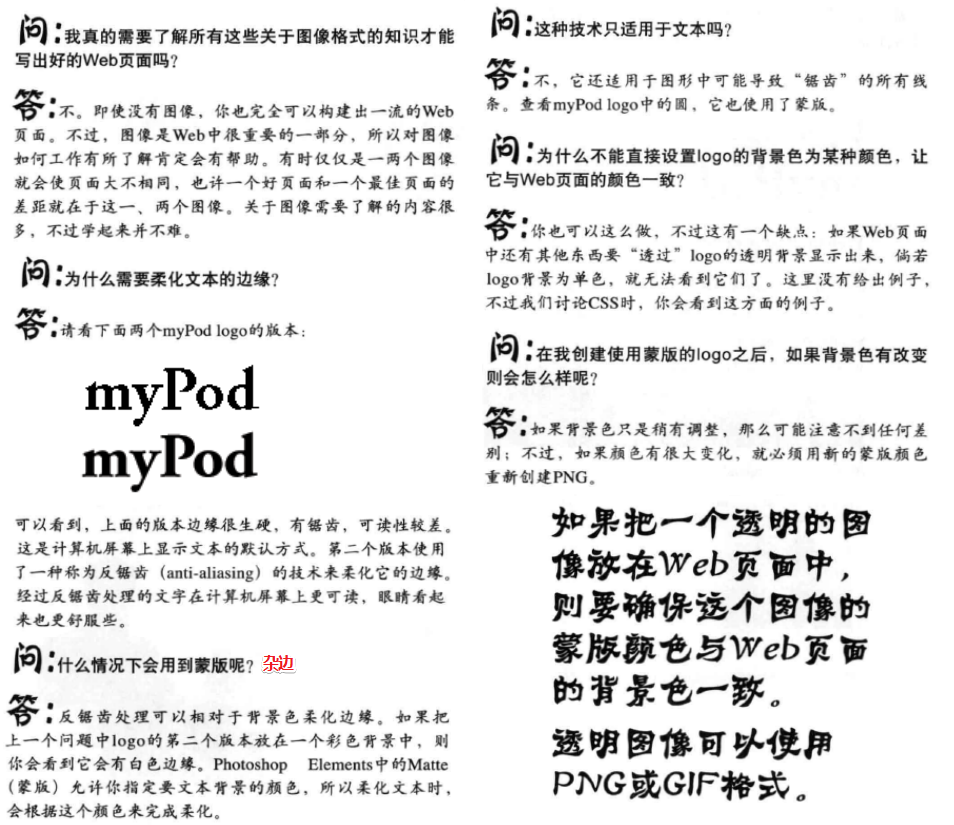 问:我真的需要了解所有这些关于图像格式的知识才能
写出好的Web页面吗?
答:不。即使没有图像，你也完全可以构建出一流的Web
页面。不过，图像是Web中很重要的一部分，所以对图像
如何工作有所了解肯定会有帮助。有时仅仅是一两个图像
就会使页面大不相同，也许一个好页面和一个最佳页面的
差距就在于这一、两个图像。关于图像需要了解的内容很
多，不过学起来并不难。
问:为什么需要柔化文本的边缘?
答:请看下面两个myPod logo的版本:
myPod
myPod
可以看到，上面的版本边缘很生硬，有锯齿，可读性较差。
这是计算机屏幕上显示文本的默认方式。第二个版本使用
了一种称为反锯齿（anti-aliasing）的技术来柔化它的边缘。
经过反锯齿处理的文字在计算机屏幕上更可读，眼睛看起
来也更舒服些。
问:什么情况下会用到蒙版呢? 杂边
答:反锯齿处理可以相对于背景色柔化边缘。如果把
上一个问题中logo的第二个版本放在一个彩色背景中，则
你会看到它会有白色边缘。Photoshop Elements中的Matte
（蒙版）允许你指定要文本背景的颜色，所以柔化文本时，
会根据这个颜色来完成柔化。
问:这种技术只适用于文本吗?
答:不，它还适用于图形中可能导致“锯齿”的所有线
条。查看myPod logo中的圆，它也使用了蒙版。
问:为什么不能直接设置logo的背景色为某种颜色，让
它与Web页面的颜色一致?
答:你也可以这么做，不过这有一个缺点：如果Web页面
中还有其他东西要“透过”logo的透明背景显示出来，倘若
logo背景为单色，就无法看到它们了。这里没有给出例子，
不过我们讨论CSS时，你会看到这方面的例子。
问:在我创建使用蒙版的logo之后，如果背景色有改变
则会怎么样呢?
答:如果背景色只是稍有调整，那么可能注意不到任何差
别；不过，如果颜色有很大变化，就必须用新的蒙版颜色
重新创建PNG。
如果把一个透明的图
像放在Web页面中，
则要确保这个图像的
蒙版颜色与Web页面
的背景色一致。
透明图像可以使用
PNG或GIF格式。